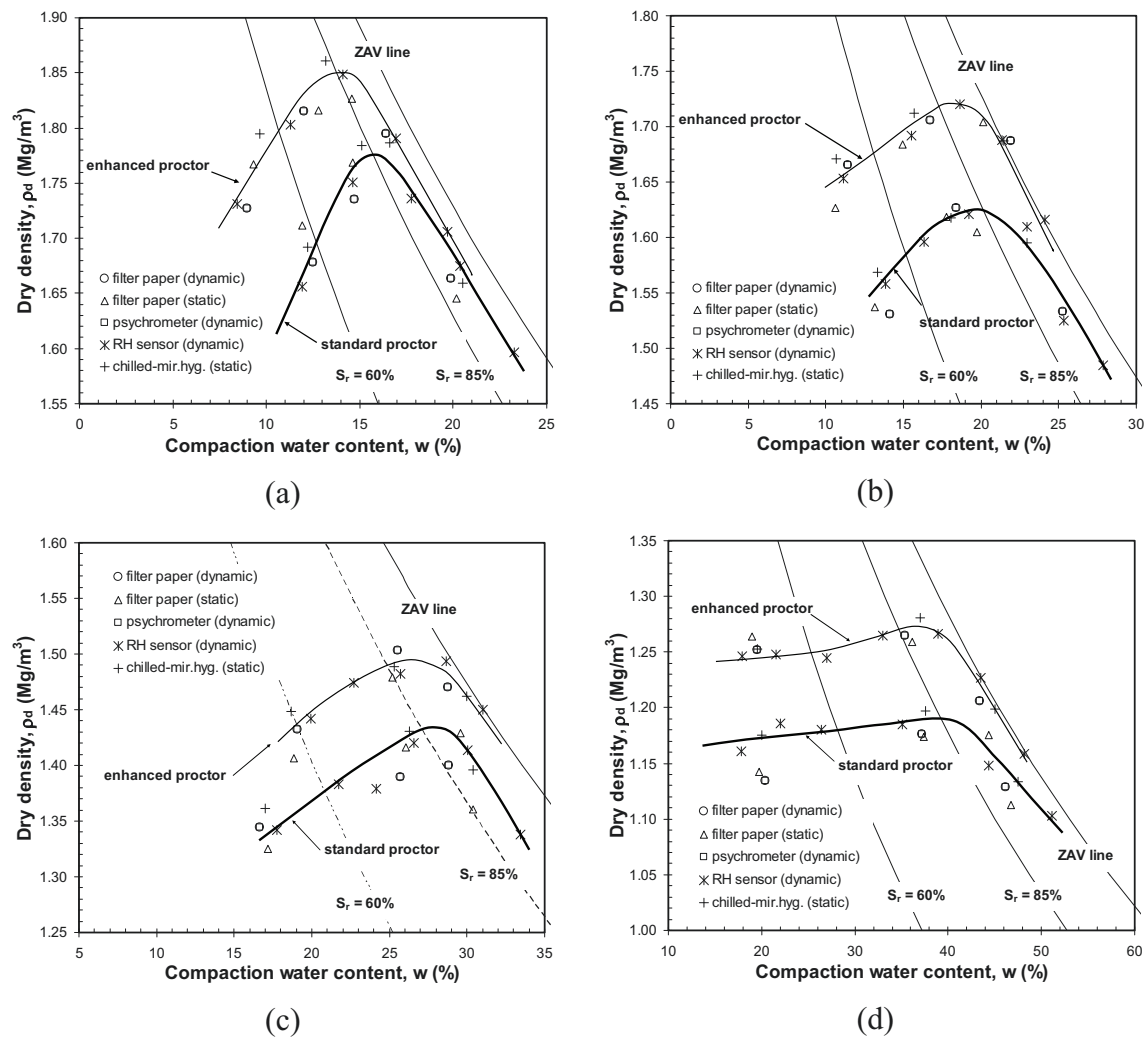 1.90
1.85
1.80
1.75
1.70
1.65
1.60
1.55
0
5
10
15
20
25
Dry density, ρd (Mg/m³)
Compaction water content, w (%)
ZAV line
enhanced proctor
standard proctor
Sr = 60%
Sr = 85%
filter paper (dynamic)
filter paper (static)
psychrometer (dynamic)
RH sensor (dynamic)
chilled-mir.hyg. (static)
(a)
1.80
1.75
1.70
1.65
1.60
1.55
1.50
1.45
0
5
10
15
20
25
30
Dry density, ρd (Mg/m³)
Compaction water content, w (%)
ZAV line
enhanced proctor
standard proctor
Sr = 60%
Sr = 85%
filter paper (dynamic)
filter paper (static)
psychrometer (dynamic)
RH sensor (dynamic)
chilled-mir.hyg. (static)
(b)
1.60
1.55
1.50
1.45
1.40
1.35
1.30
1.25
5
10
15
20
25
30
35
Dry density, ρd (Mg/m³)
Compaction water content, w (%)
filter paper (dynamic)
filter paper (static)
psychrometer (dynamic)
RH sensor (dynamic)
chilled-mir.hyg. (static)
ZAV line
enhanced proctor
standard proctor
Sr = 85%
Sr = 60%
(c)
1.35
1.30
1.25
1.20
1.15
1.10
1.05
1.00
10
20
30
40
50
60
Dry density, ρd (Mg/m³)
Compaction water content, w (%)
enhanced proctor
standard proctor
filter paper (dynamic)
filter paper (static)
psychrometer (dynamic)
RH sensor (dynamic)
chilled-mir.hyg. (static)
ZAV line
Sr = 60%
Sr = 85%
(d)